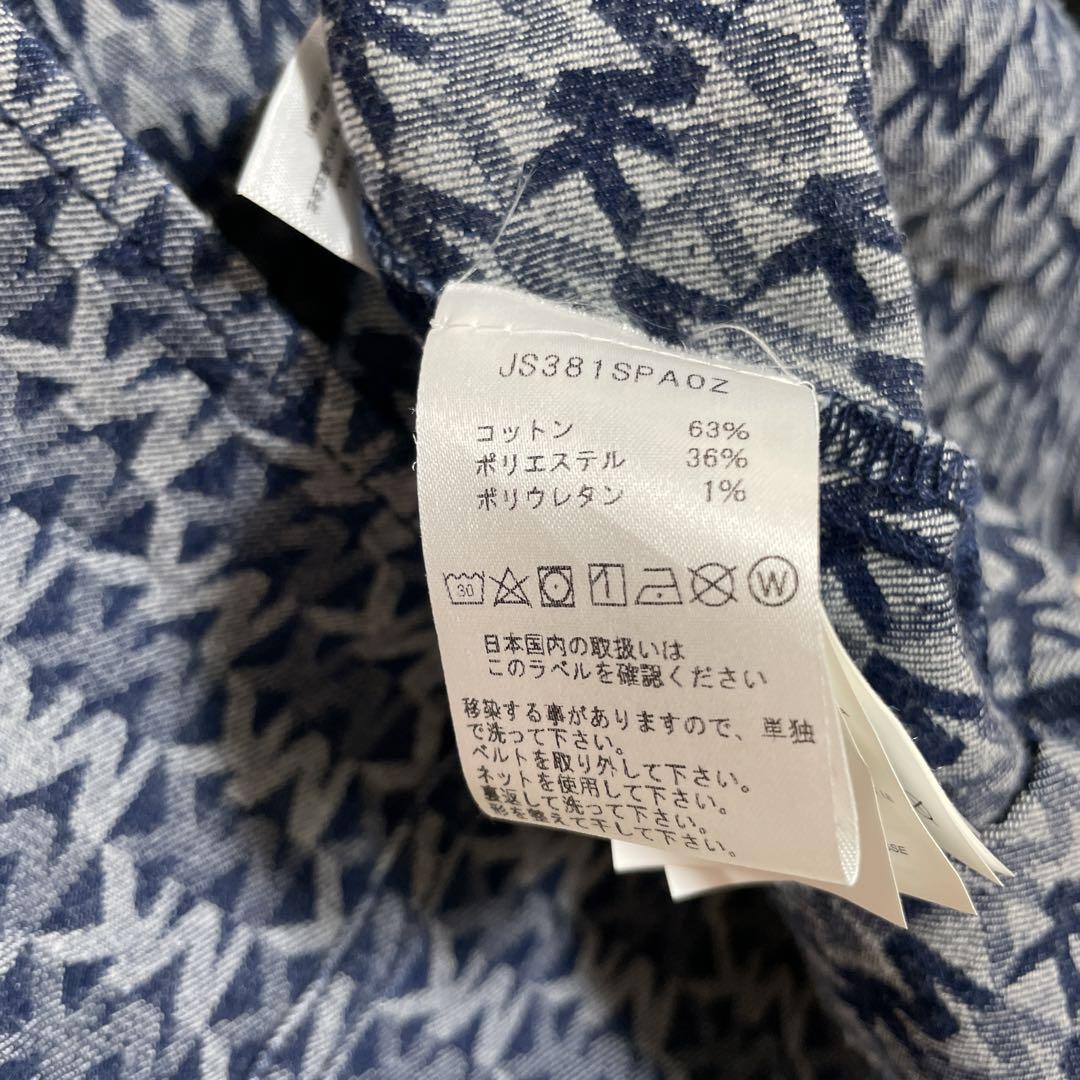 JS381SPA0Z
コットン 63%
ポリエステル 36%
ポリウレタン 1%
30
W
日本国内の取扱いは
このラベルを確認ください
移染する事がありますので、単独
で洗って下さい。
ベルトを取り外して下さい。
ネットを使用して下さい。
裏返して洗って下さい。
形を整えて干して下さい。